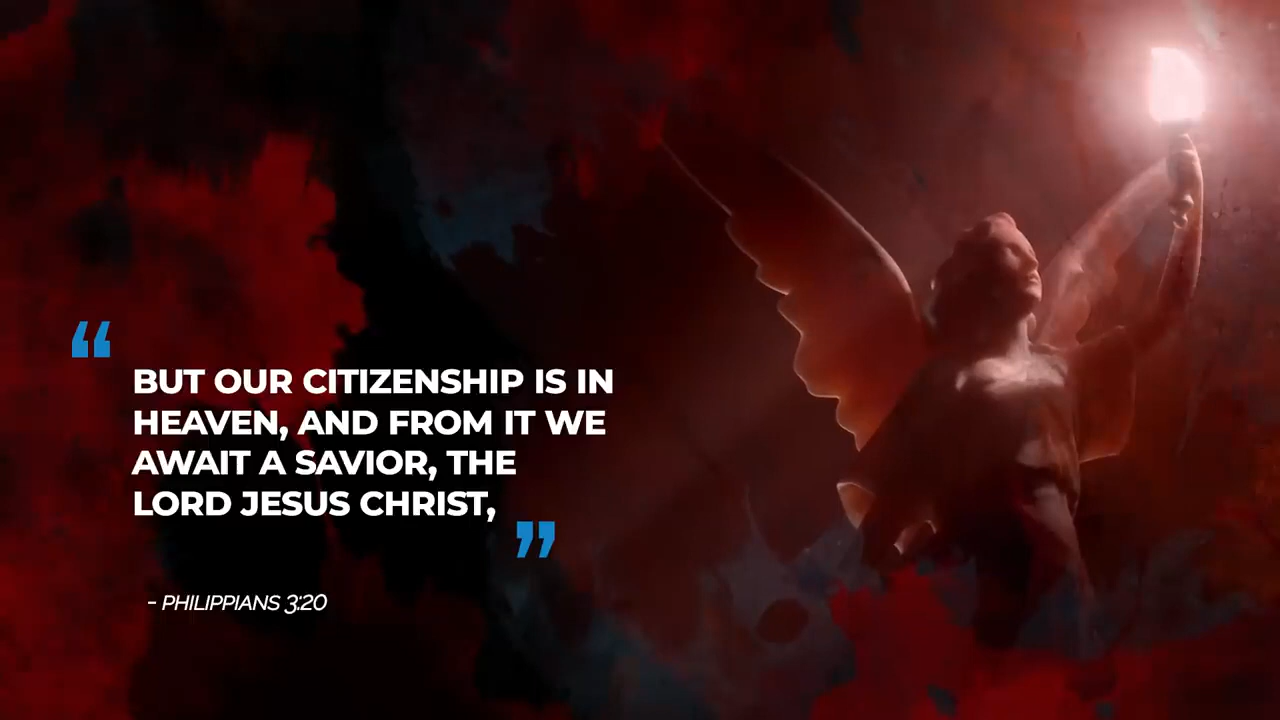 “
BUT OUR CITIZENSHIP IS IN
HEAVEN, AND FROM IT WE
AWAIT A SAVIOR, THE
LORD JESUS CHRIST,
”
- PHILIPPIANS 3:20